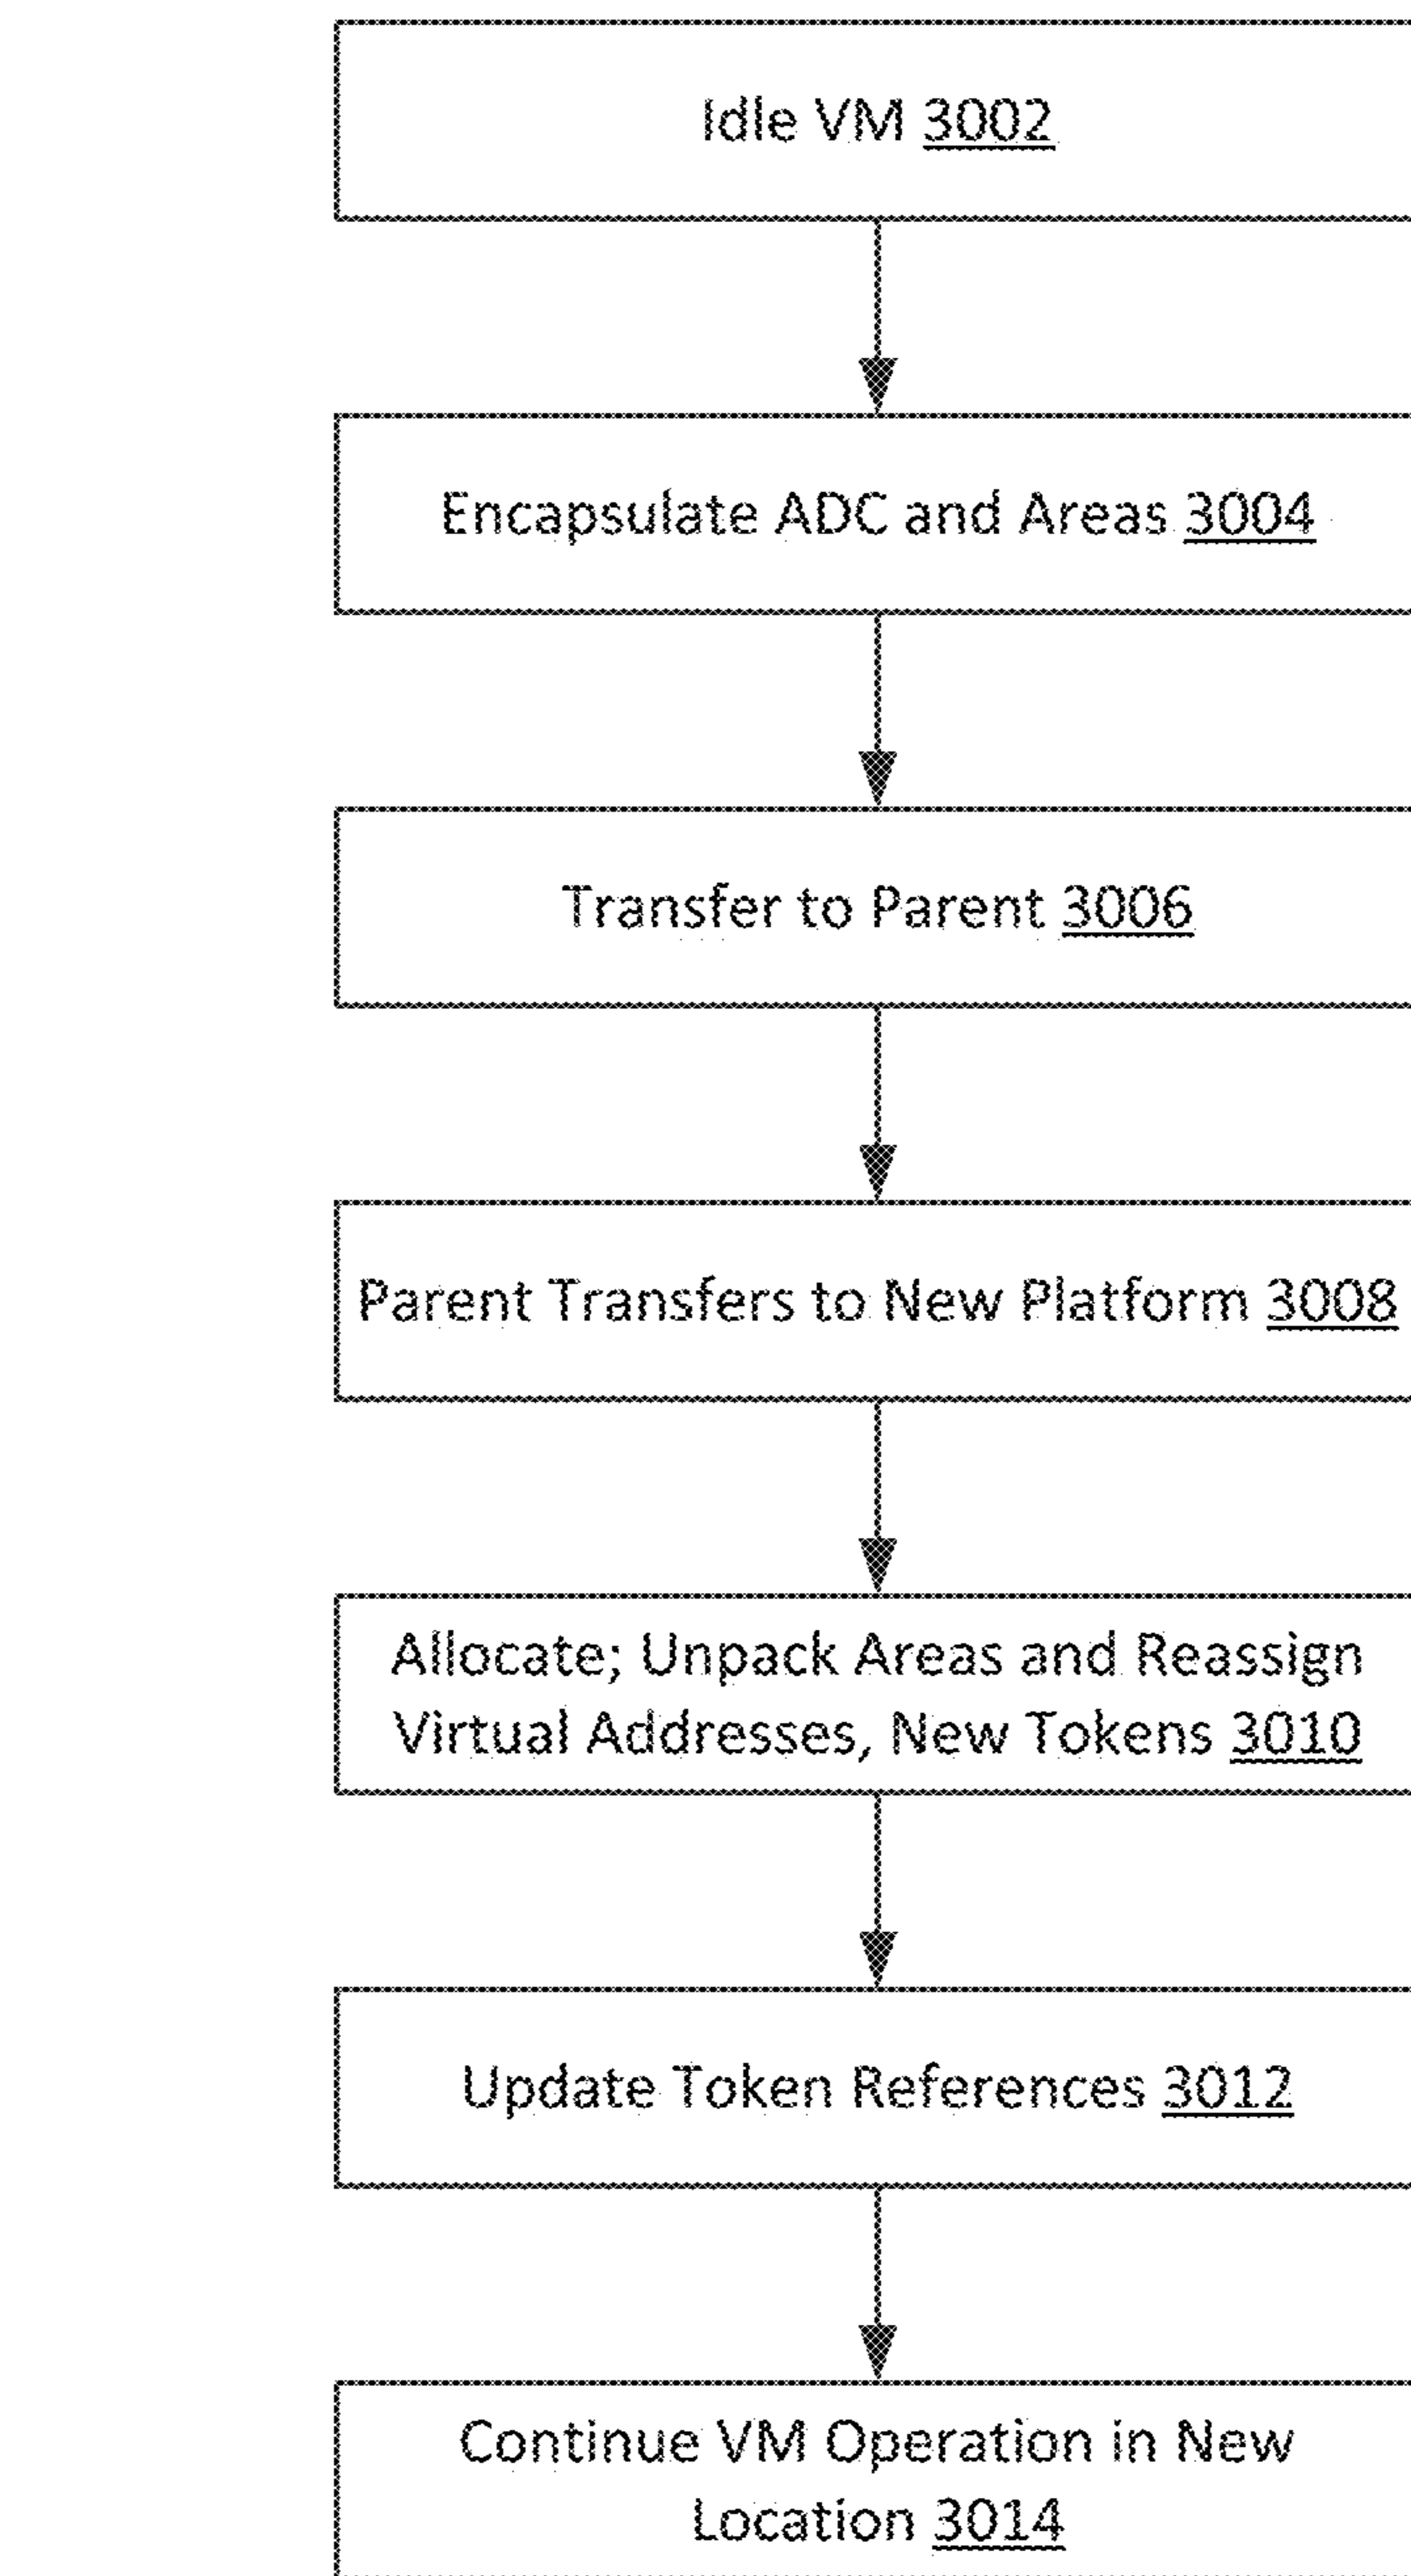 Idle VM 3002
Encapsulate ADC and Areas 3004
Transfer to Parent 3006
Parent Transfers to New Platform 3008
Allocate; Unpack Areas and Reassign
Virtual Addresses, New Tokens 3010
Update Token References 3012
Continue VM Operation in New
Location 3014